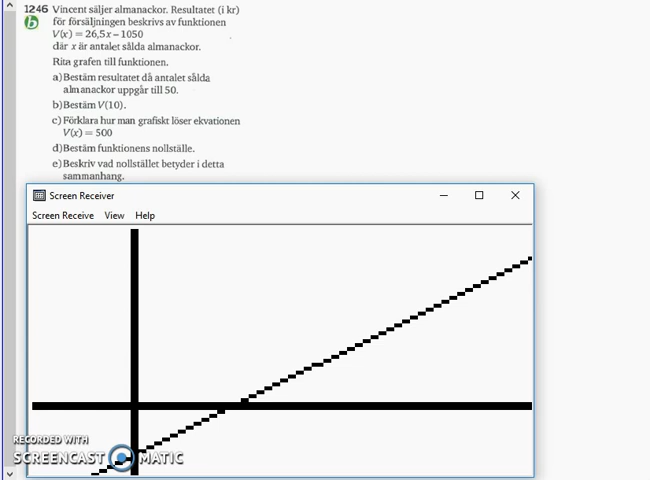 1246 Vincent säljer almanackor. Resultatet (i kr)
b för försäljningen beskrivs av funktionen
V(x) = 26,5x – 1050
där x är antalet sålda almanackor.
Rita grafen till funktionen.
a) Bestäm resultatet då antalet sålda
almanackor uppgår till 50.
b) Bestäm V(10).
c) Förklara hur man grafiskt löser ekvationen
V(x) = 500
d) Bestäm funktionens nollställe.
e) Beskriv vad nollstället betyder i detta
sammanhang.
Screen Receiver
Screen Receive View Help
RECORDED WITH
SCREENCAST MATIC